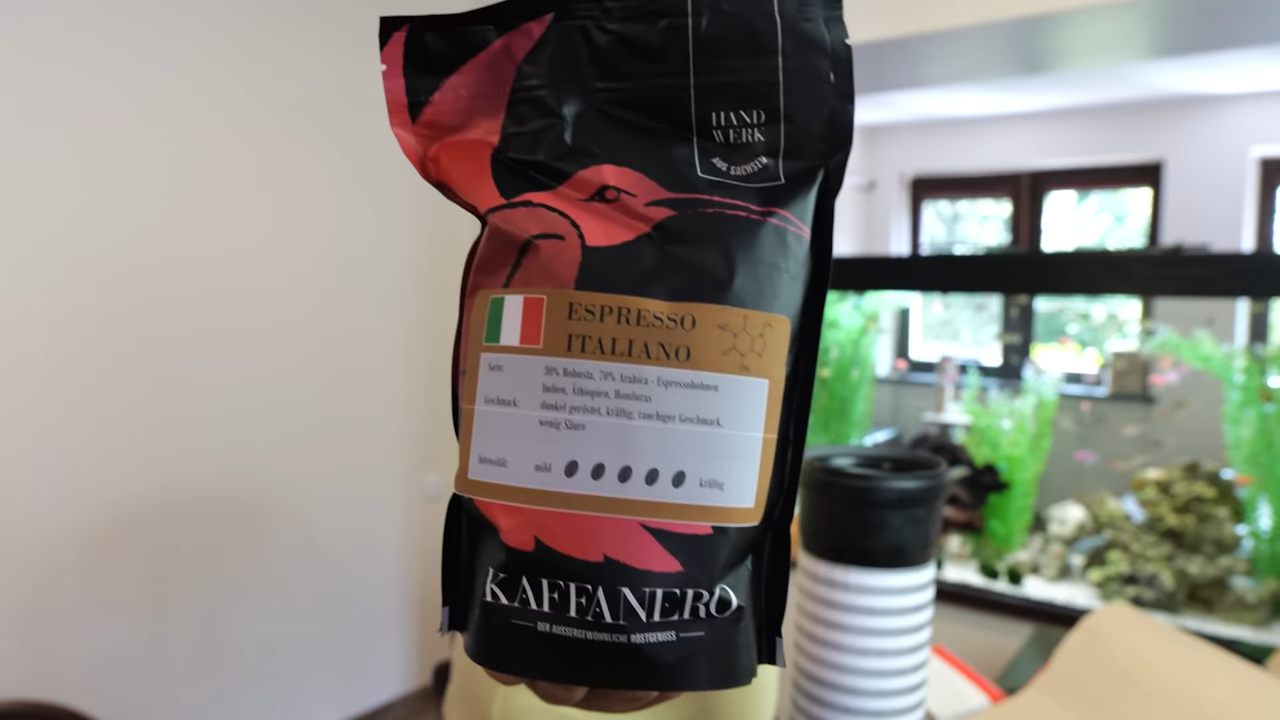 HAND
WERK
AUS SACHSEN
ESPRESSO
ITALIANO
Sorte: 30% Robusta, 70% Arabica - Espressobohnen
Indien, Äthiopien, Honduras
Geschmack: dunkel geröstet, kräftig, rauchiger Geschmack,
wenig Säure
Intensität: mild kräftig
KAFFANERO
DER AUSSERGEWÖHNLICHE RÖSTGENUSS